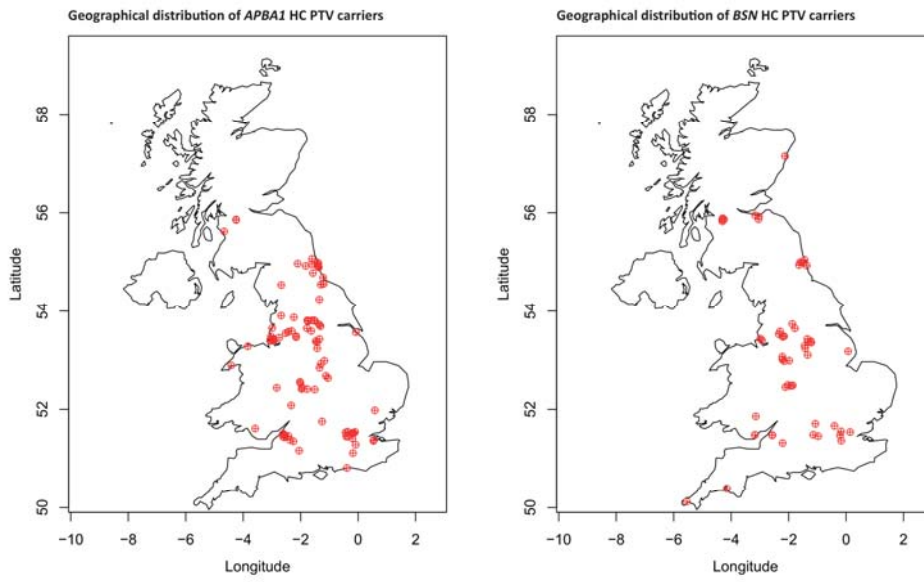 Geographical distribution of APBA1 HC PTV carriers
Geographical distribution of BSN HC PTV carriers
Latitude
58
56
54
52
50
−10 −8 −6 −4 −2 0 2
Longitude
Latitude
58
56
54
52
50
−10 −8 −6 −4 −2 0 2
Longitude